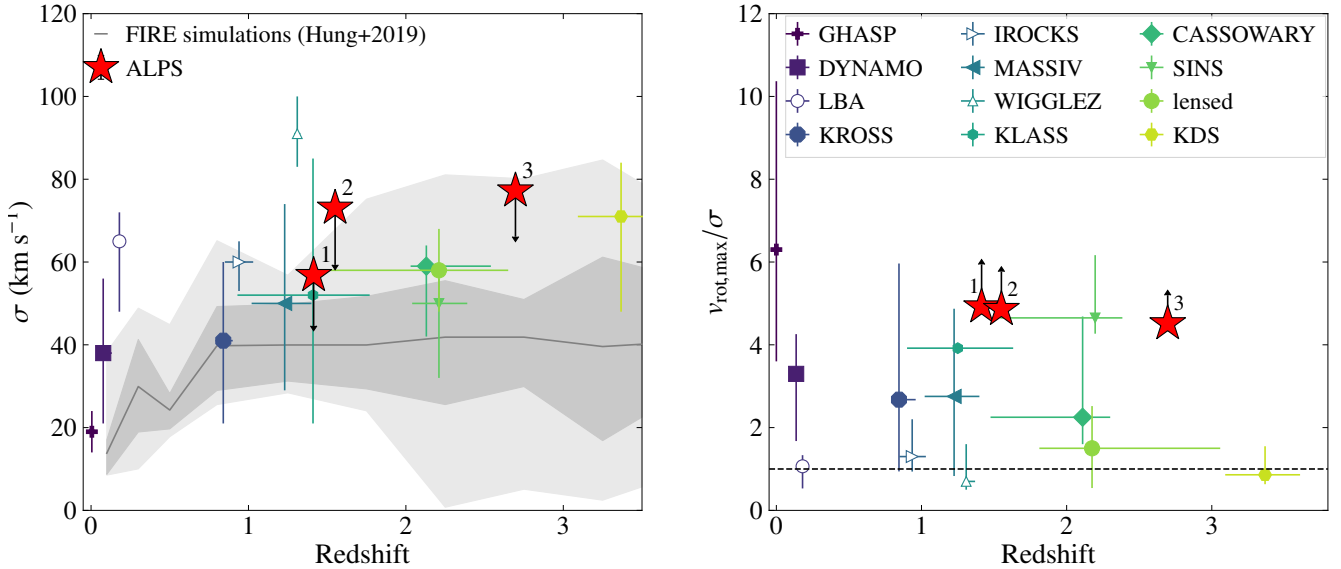 120
100
80
60
40
20
0
σ (km s⁻¹)
FIRE simulations (Hung+2019)
ALPS
1
2
3
0
1
2
3
Redshift
12
10
8
6
4
2
0
v_rot,max/σ
GHASP
DYNAMO
LBA
KROSS
IROCKS
MASSIV
WIGGLEZ
KLASS
CASSOWARY
SINS
lensed
KDS
1
2
3
0
1
2
3
Redshift